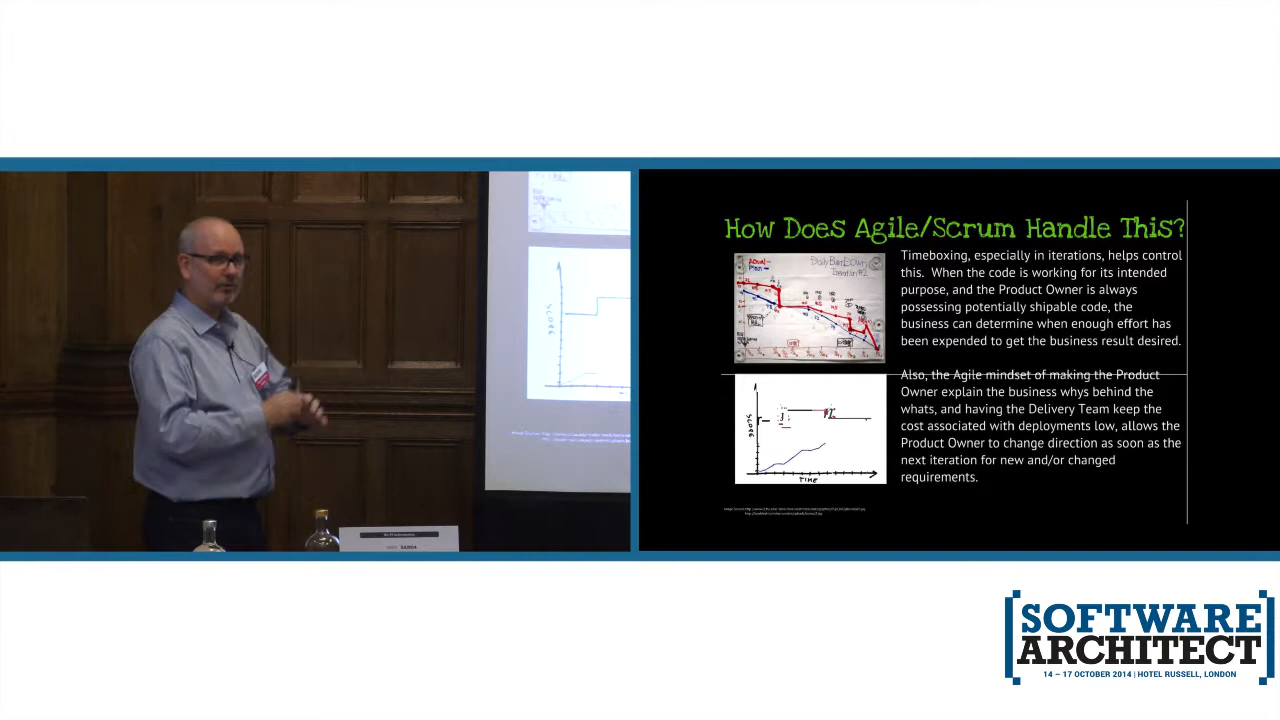 How Does Agile/Scrum Handle This?
Timeboxing, especially in iterations, helps control
this. When the code is working for its intended
purpose, and the Product Owner is always
possessing potentially shipable code, the
business can determine when enough effort has
been expended to get the business result desired.
Also, the Agile mindset of making the Product
Owner explain the business whys behind the
whats, and having the Delivery Team keep the
cost associated with deployments low, allows the
Product Owner to change direction as soon as the
next iteration for new and/or changed
requirements.
Daily BurnDown
Iteration #2
Plan
TIME
SOFTWARE
ARCHITECT
14 – 17 OCTOBER 2014 | HOTEL RUSSELL, LONDON